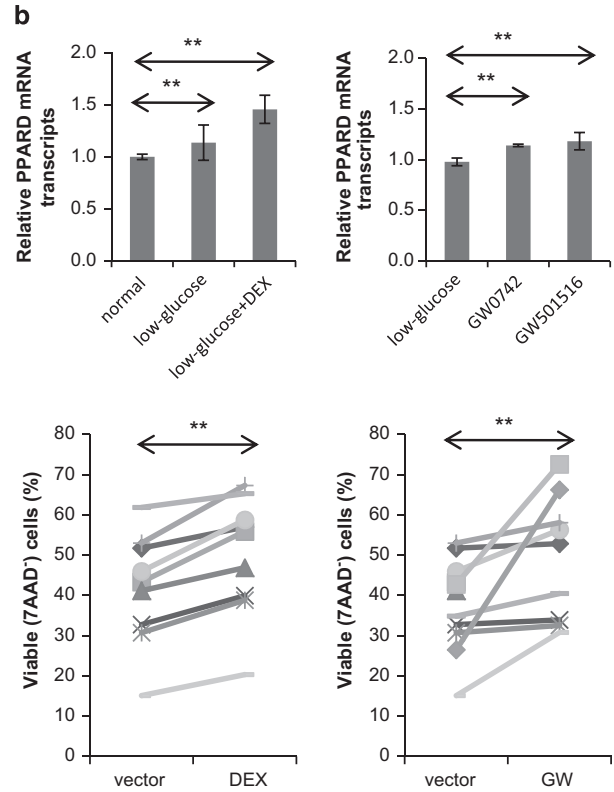 b
Relative PPARD mRNA
transcripts
2.0
1.5
1.0
0.5
0.0
**
**
normal
low-glucose
low-glucose+DEX
Relative PPARD mRNA
transcripts
2.0
1.5
1.0
0.5
0.0
**
**
low-glucose
GW0742
GW501516
Viable (7AAD⁻) cells (%)
80
70
60
50
40
30
20
10
0
**
vector
DEX
Viable (7AAD⁻) cells (%)
80
70
60
50
40
30
20
10
0
**
vector
GW